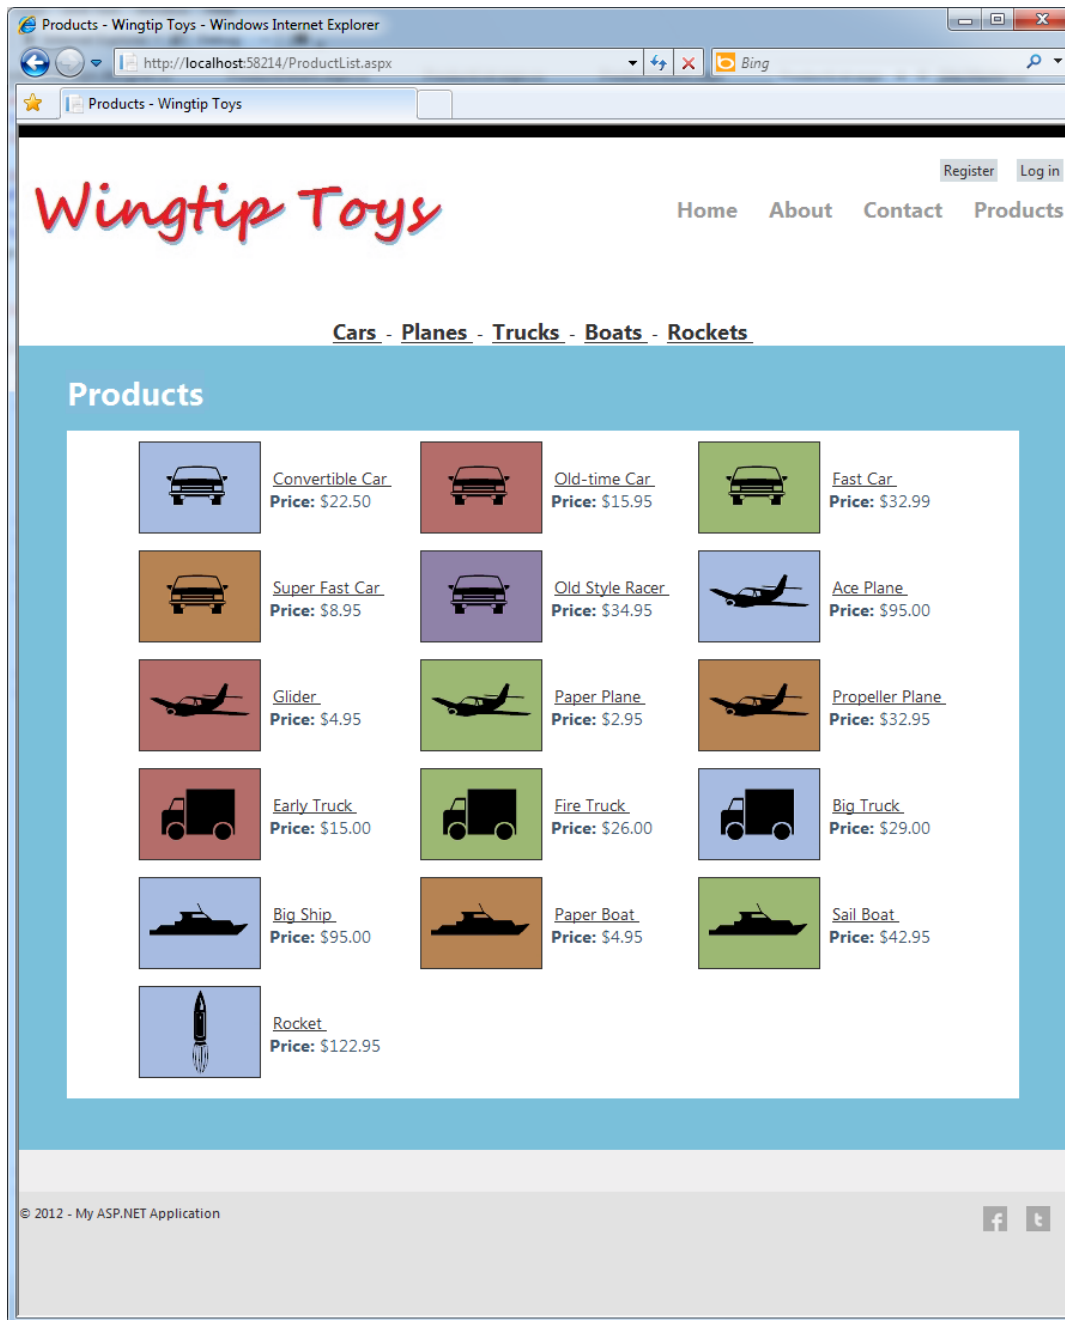 Products - Wingtip Toys - Windows Internet Explorer
http://localhost:58214/ProductList.aspx
Bing
Products - Wingtip Toys
Register Log in
Wingtip Toys
Home About Contact Products
Cars - Planes - Trucks - Boats - Rockets
Products
Convertible Car
Price: $22.50
Old-time Car
Price: $15.95
Fast Car
Price: $32.99
Super Fast Car
Price: $8.95
Old Style Racer
Price: $34.95
Ace Plane
Price: $95.00
Glider
Price: $4.95
Paper Plane
Price: $2.95
Propeller Plane
Price: $32.95
Early Truck
Price: $15.00
Fire Truck
Price: $26.00
Big Truck
Price: $29.00
Big Ship
Price: $95.00
Paper Boat
Price: $4.95
Sail Boat
Price: $42.95
Rocket
Price: $122.95
© 2012 - My ASP.NET Application